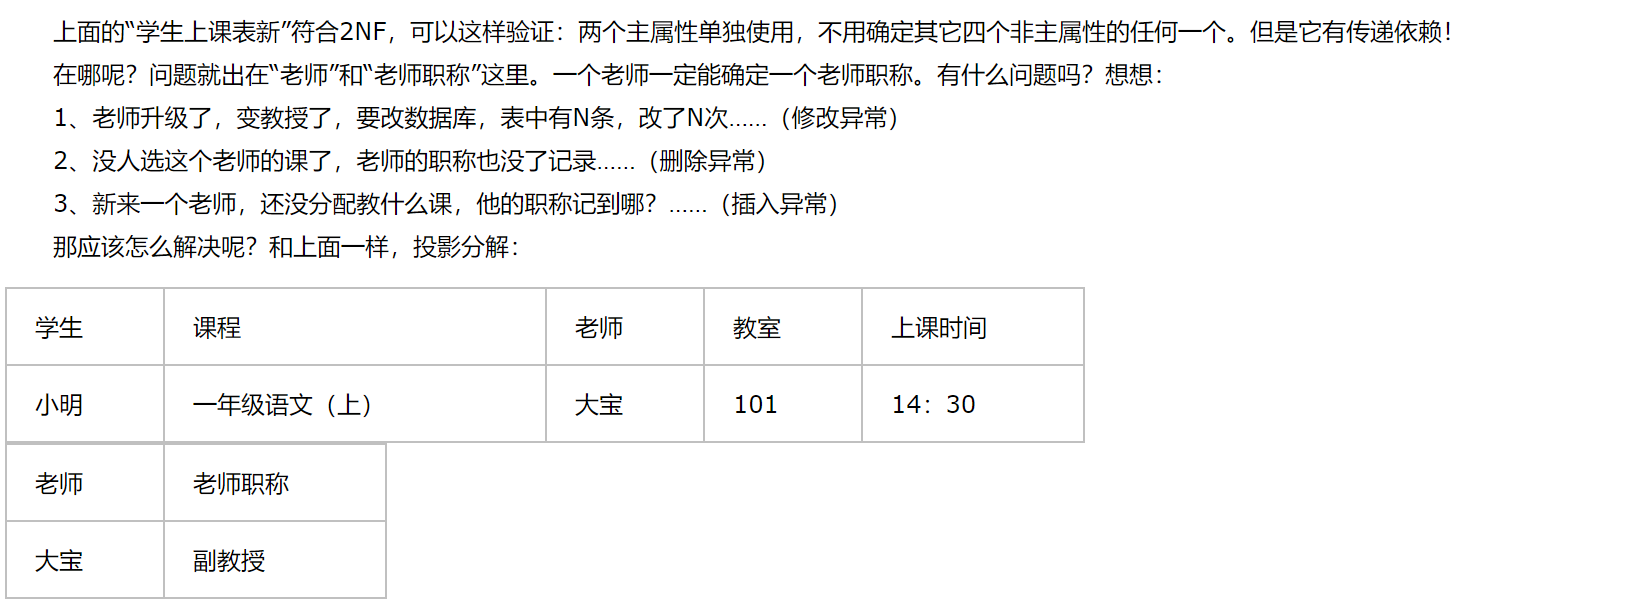 上面的“学生上课表新”符合2NF，可以这样验证：两个主属性单独使用，不用确定其它四个非主属性的任何一个。但是它有传递依赖！
在哪呢？问题就出在“老师”和“老师职称”这里。一个老师一定能确定一个老师职称。有什么问题吗？想想：
1、老师升级了，变教授了，要改数据库，表中有N条，改了N次……（修改异常）
2、没人选这个老师的课了，老师的职称也没了记录……（删除异常）
3、新来一个老师，还没分配教什么课，他的职称记到哪？……（插入异常）
那应该怎么解决呢？和上面一样，投影分解：
学生 课程 老师 教室 上课时间
小明 一年级语文（上） 大宝 101 14：30
老师 老师职称
大宝 副教授